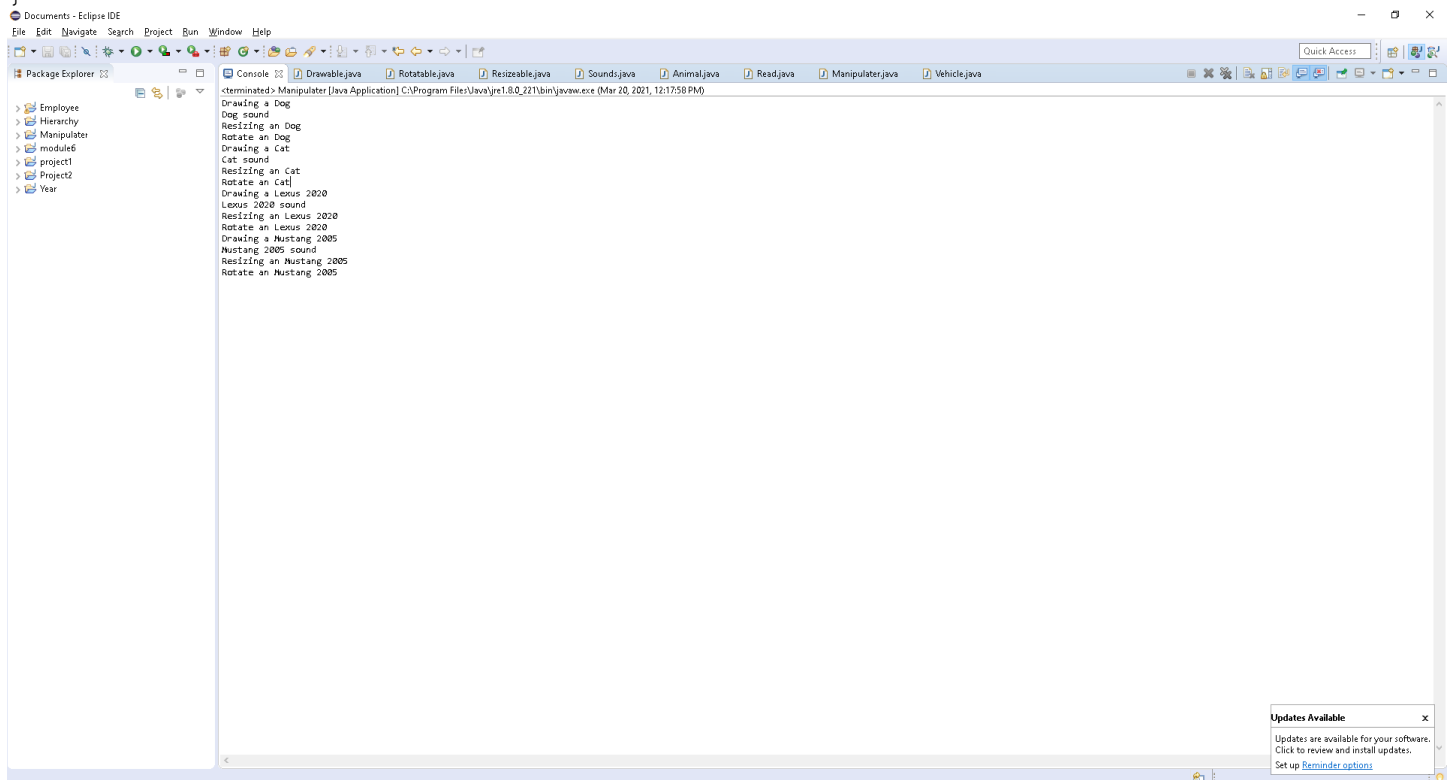 Documents - Eclipse IDE
File Edit Navigate Search Project Run Window Help
Quick Access
Package Explorer
Console Drawable.java Rotatable.java Resizeable.java Sounds.java Animal.java Read.java Manipulater.java Vehicle.java
<terminated> Manipulater [Java Application] C:\Program Files\Java\jre1.8.0_221\bin\javaw.exe (Mar 20, 2021, 12:17:58 PM)
Employee
Hierarchy
Manipulater
module6
project1
Project2
Year
Drawing a Dog
Dog sound
Resizing an Dog
Rotate an Dog
Drawing a Cat
Cat sound
Resizing an Cat
Rotate an Cat
Drawing a Lexus 2020
Lexus 2020 sound
Resizing an Lexus 2020
Rotate an Lexus 2020
Drawing a Mustang 2005
Mustang 2005 sound
Resizing an Mustang 2005
Rotate an Mustang 2005
Updates Available x
Updates are available for your software.
Click to review and install updates.
Set up Reminder options